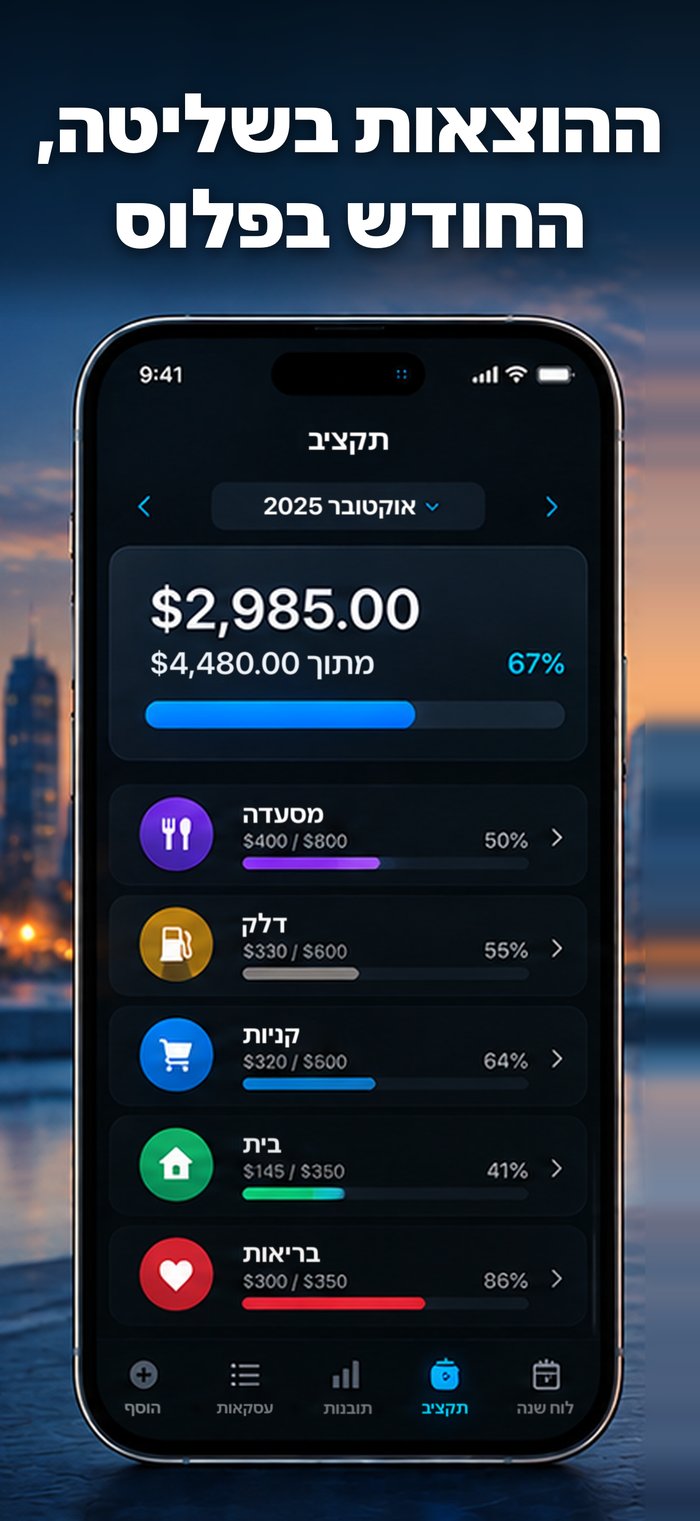 ההוצאות בשליטה,
החודש בפלוס
9:41
תקציב
אוקטובר 2025
$2,985.00
מתוך $4,480.00
67%
מסעדה
$400 / $800
50%
דלק
$330 / $600
55%
קניות
$320 / $600
64%
בית
$145 / $350
41%
בריאות
$300 / $350
86%
הוסף
עסקאות
תובנות
תקציב
לוח שנה